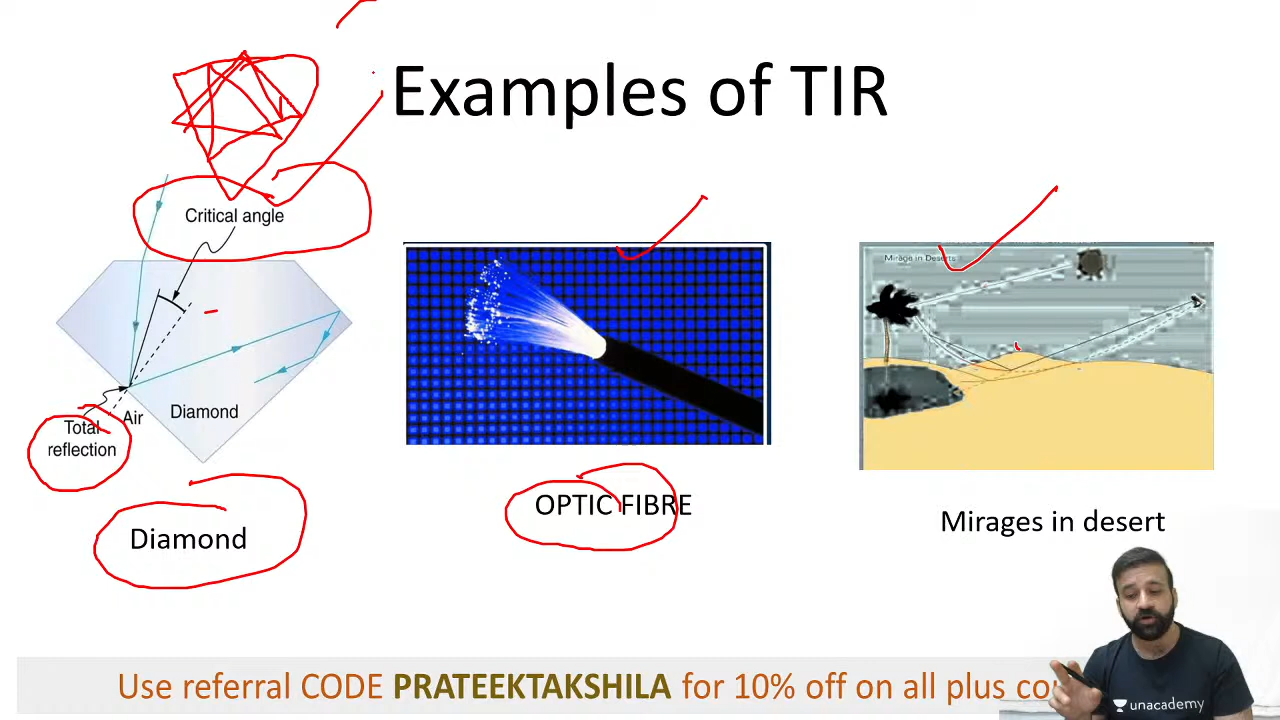 Examples of TIR
Critical angle
Air
Diamond
Total
reflection
Mirage in Deserts
Diamond
OPTIC FIBRE
Mirages in desert
Use referral CODE PRATEEKTAKSHILA for 10% off on all plus co
unacademy